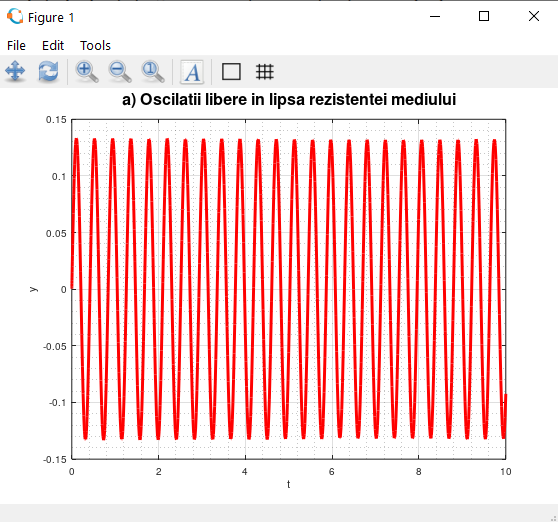 Figure 1
File Edit Tools
1
A
a) Oscilatii libere in lipsa rezistentei mediului
0.15
0.1
0.05
0
-0.05
-0.1
-0.15
y
0 2 4 6 8 10
t